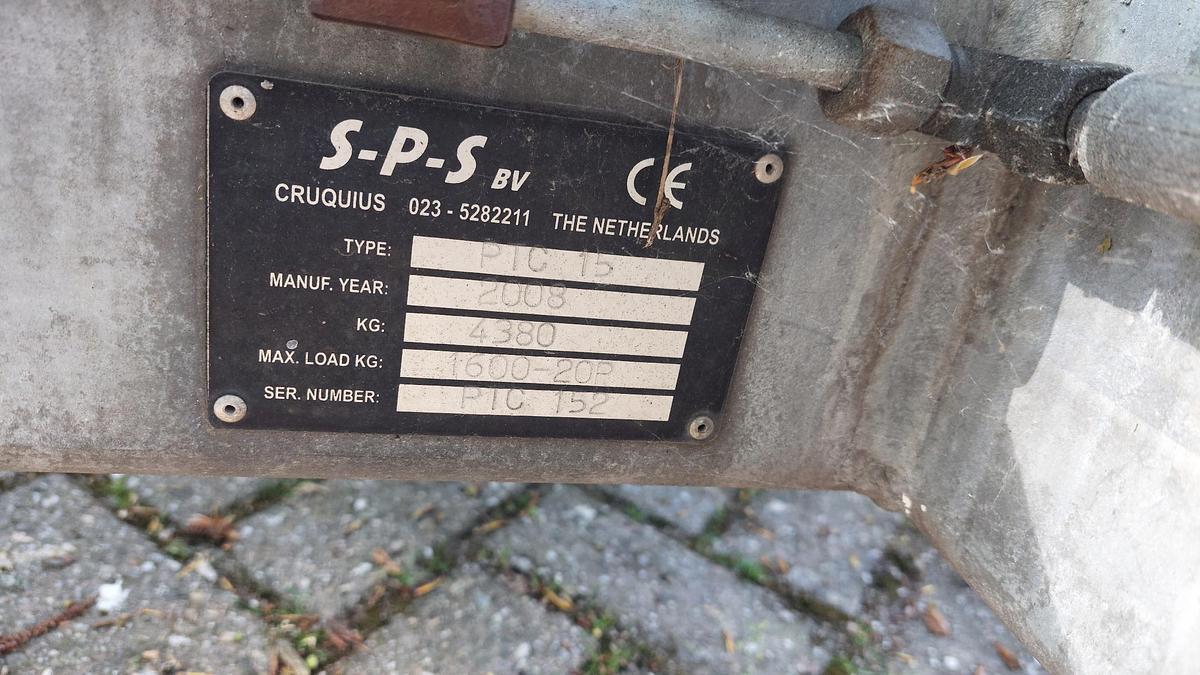 S-P-S BV CE
CRUQUIUS 023 - 5282211 THE NETHERLANDS
TYPE: PTC 15
MANUF. YEAR: 2008
KG: 4380
MAX. LOAD KG: 1600-20P
SER. NUMBER: PTC 152